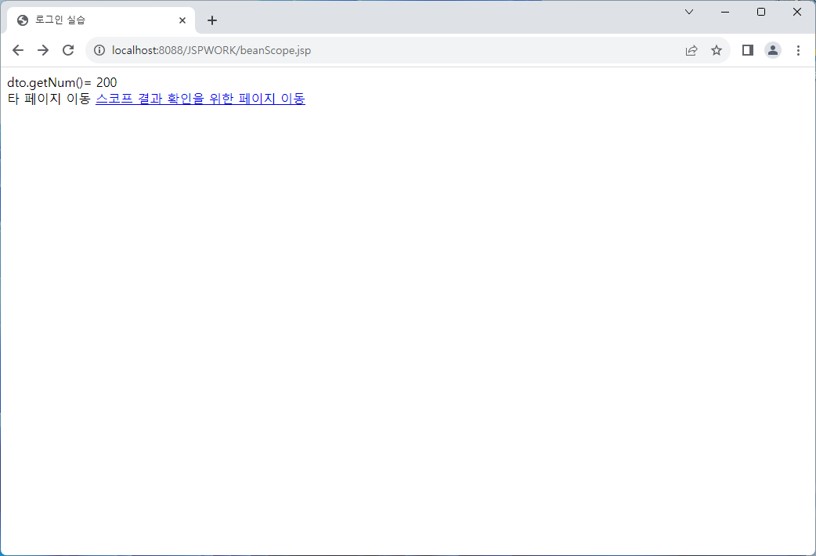 로그인 실습
localhost:8088/JSPWORK/beanScope.jsp
dto.getNum()= 200
타 페이지 이동 스코프 결과 확인을 위한 페이지 이동